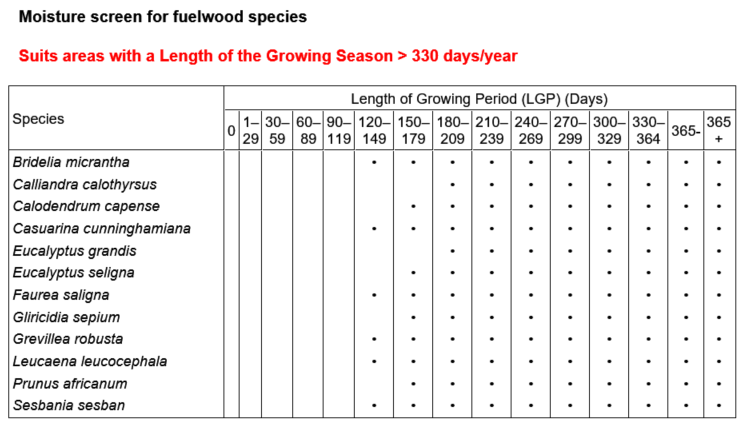 Moisture screen for fuelwood species
Suits areas with a Length of the Growing Season > 330 days/year
Species
Length of Growing Period (LGP) (Days)
0 1– 30– 60– 90– 120– 150– 180– 210– 240– 270– 300– 330– 365- 365
29 59 89 119 149 179 209 239 269 299 329 364 +
Bridelia micrantha • • • • • • • • • •
Calliandra calothyrsus • • • • • • • •
Calodendrum capense • • • • • • • • •
Casuarina cunninghamiana • • • • • • • • • •
Eucalyptus grandis • • • • • • • •
Eucalyptus seligna • • • • • • • • •
Faurea saligna • • • • • • • • • •
Gliricidia sepium • • • • • • • • •
Grevillea robusta • • • • • • • • • •
Leucaena leucocephala • • • • • • • • • •
Prunus africanum • • • • • • • • •
Sesbania sesban • • • • • • • • • •